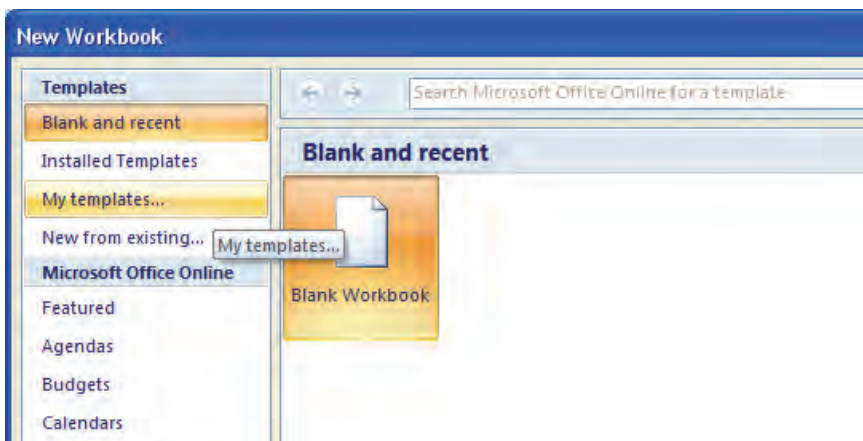 New Workbook
Templates
Blank and recent
Installed Templates
My templates...
New from existing...
Microsoft Office Online
Featured
Agendas
Budgets
Calendars
Search Microsoft Office Online for a template
Blank and recent
My templates...
Blank Workbook